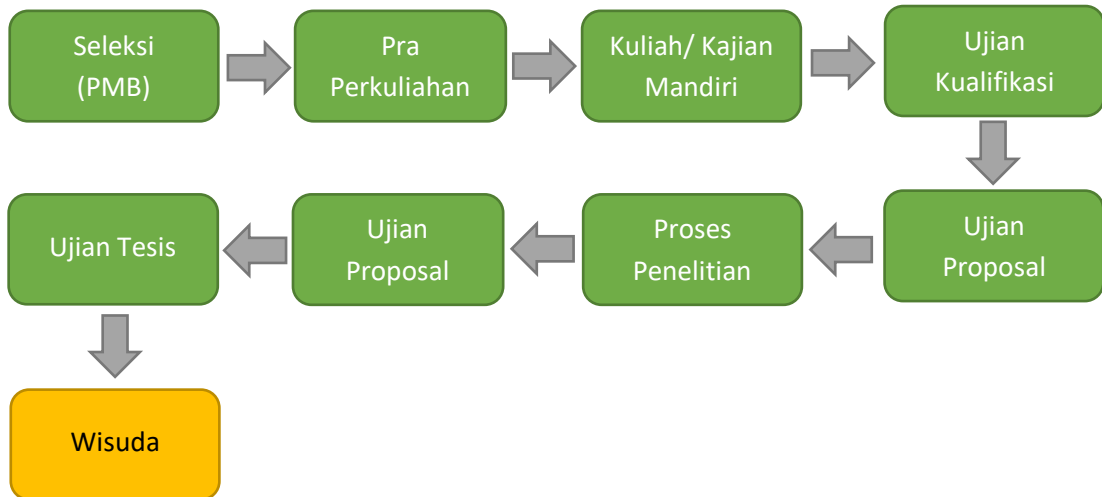 Seleksi
(PMB)
Pra
Perkuliahan
Kuliah/ Kajian
Mandiri
Ujian
Kualifikasi
Ujian
Proposal
Proses
Penelitian
Ujian
Proposal
Ujian Tesis
Wisuda